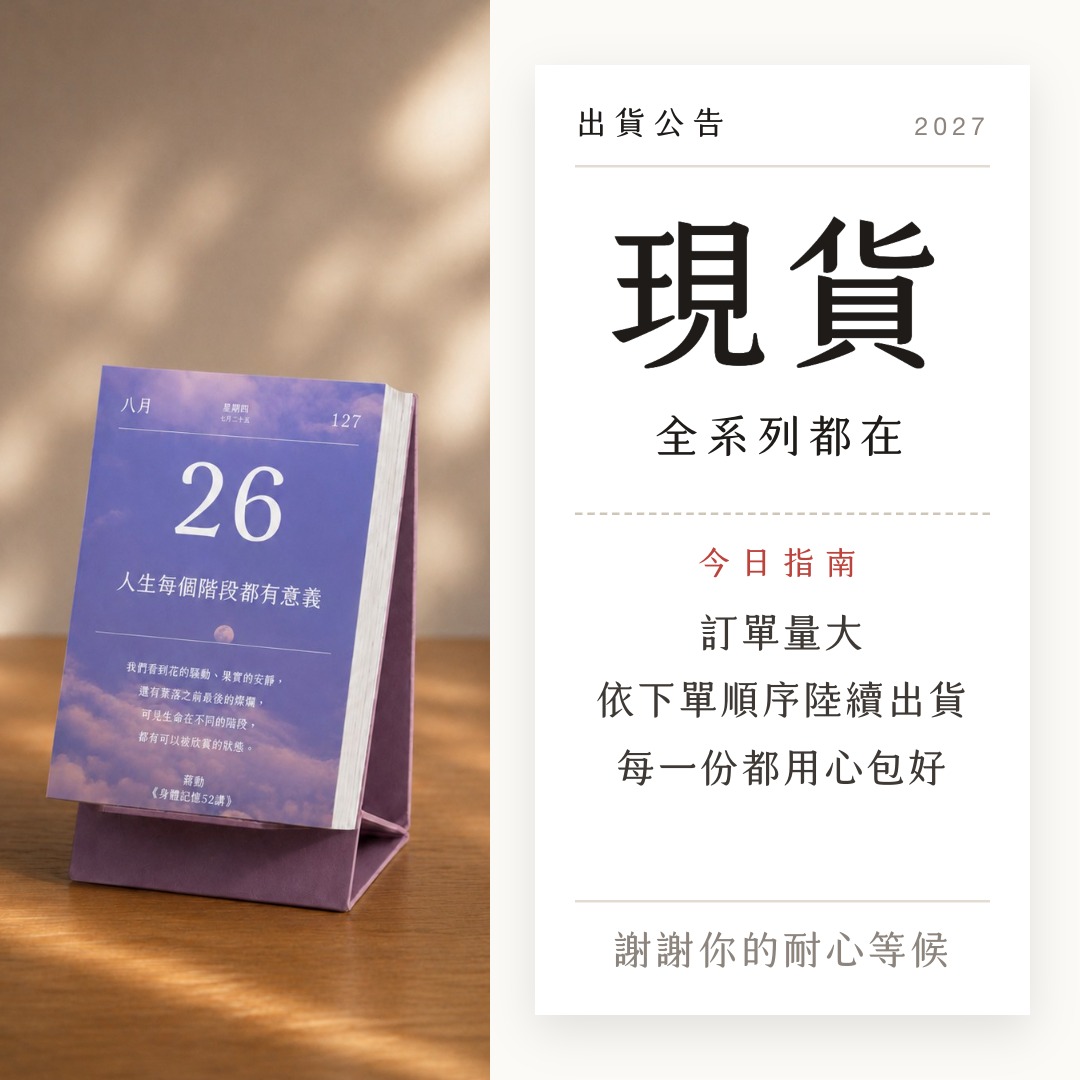 八月
星期四
七月二十五
127
26
人生每個階段都有意義
我們看到花的騷動、果實的安靜，
還有葉落之前最後的燦爛，
可見生命在不同的階段，
都有可以被欣賞的狀態。
蔣勳
《身體記憶52講》
出貨公告
2027
現貨
全系列都在
今日指南
訂單量大
依下單順序陸續出貨
每一份都用心包好
謝謝你的耐心等候